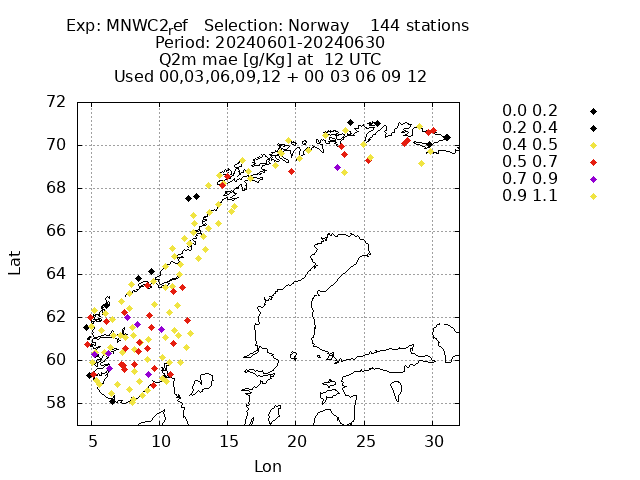 Exp: MNWC2ref   Selection: Norway    144 stations
Period: 20240601-20240630
Q2m mae [g/Kg] at  12 UTC
Used 00,03,06,09,12 + 00 03 06 09 12
72
70
68
66
64
62
60
58
Lat
5 10 15 20 25 30
Lon
0.0 0.2
0.2 0.4
0.4 0.5
0.5 0.7
0.7 0.9
0.9 1.1